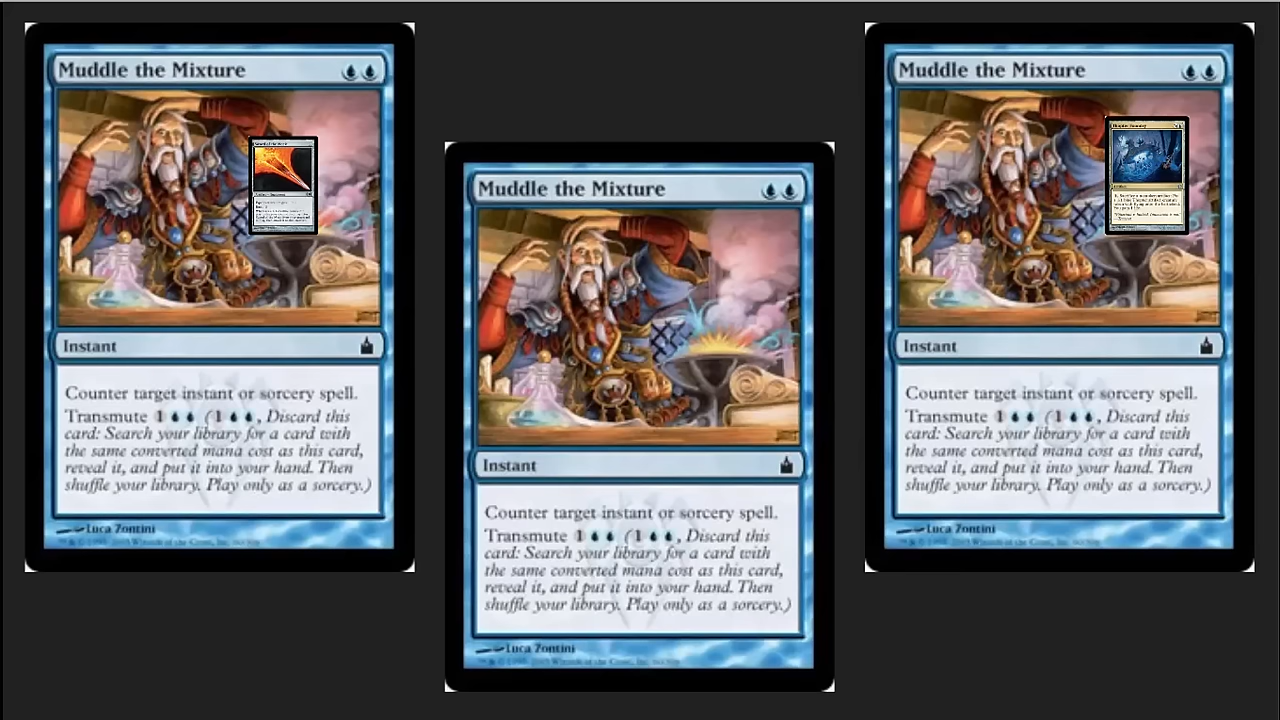 Muddle the Mixture
Instant
Counter target instant or sorcery spell.
Transmute 1 (1 , Discard this
card: Search your library for a card with
the same converted mana cost as this card,
reveal it, and put it into your hand. Then
shuffle your library. Play only as a sorcery.)
Luca Zontini
Muddle the Mixture
Instant
Counter target instant or sorcery spell.
Transmute 1 (1 , Discard this
card: Search your library for a card with
the same converted mana cost as this card,
reveal it, and put it into your hand. Then
shuffle your library. Play only as a sorcery.)
Luca Zontini
Muddle the Mixture
Instant
Counter target instant or sorcery spell.
Transmute 1 (1 , Discard this
card: Search your library for a card with
the same converted mana cost as this card,
reveal it, and put it into your hand. Then
shuffle your library. Play only as a sorcery.)
Luca Zontini